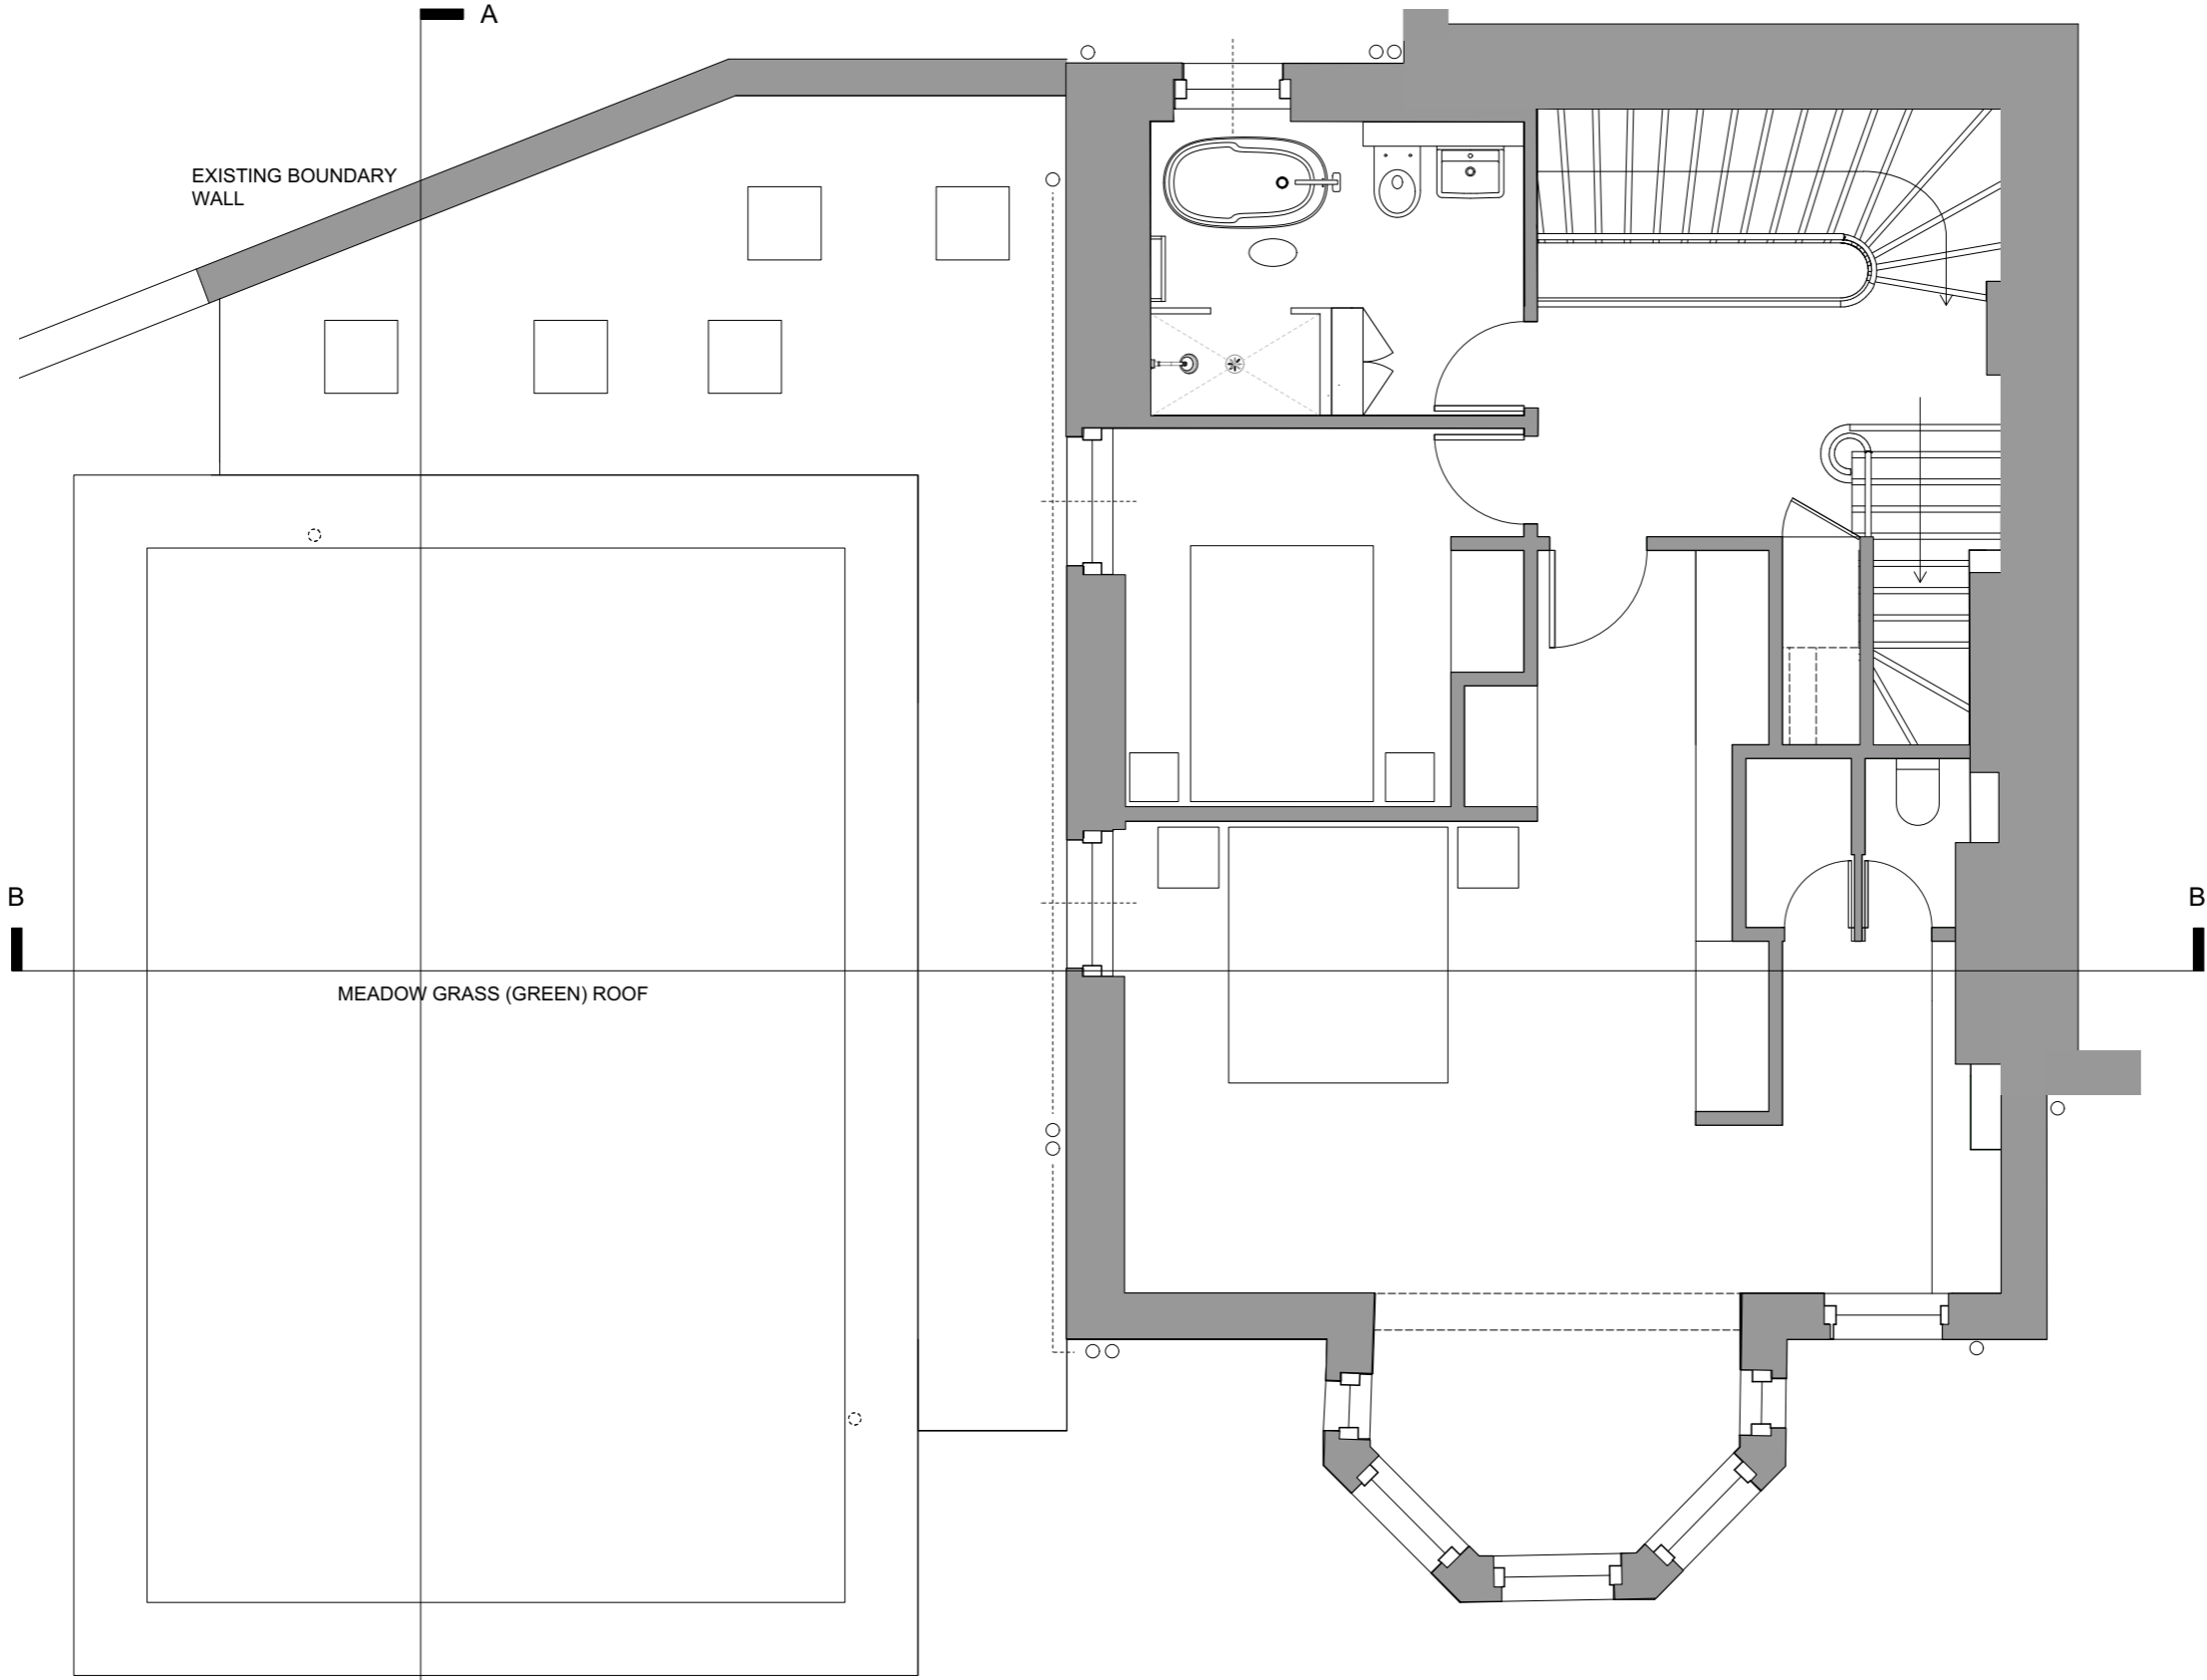 A
EXISTING BOUNDARY
WALL
B
B
MEADOW GRASS (GREEN) ROOF